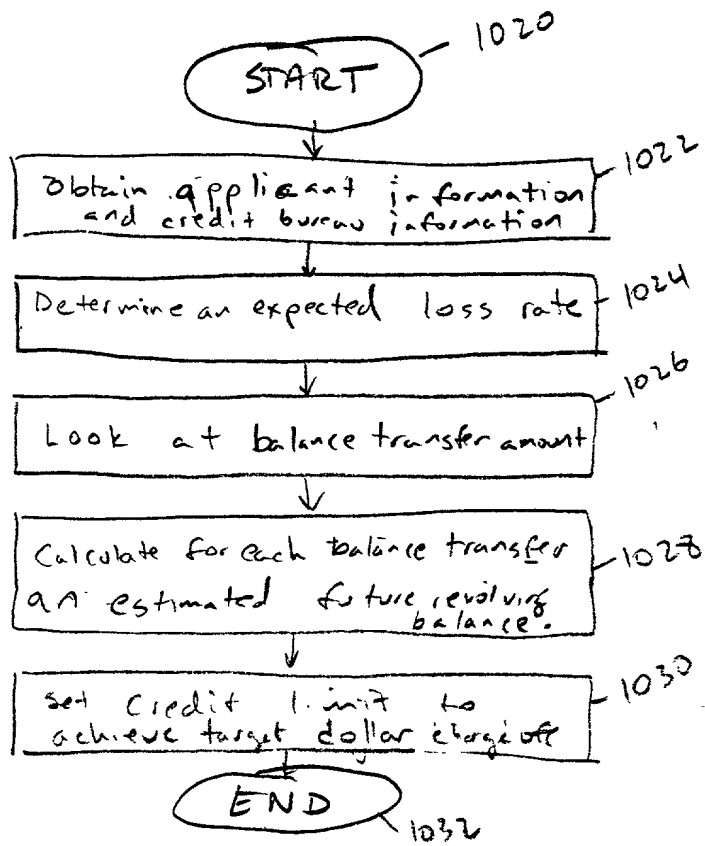 1020
START
1022
Obtain applicant information
and credit bureau information
1024
Determine an expected loss rate
1026
Look at balance transfer amount
1028
Calculate for each balance transfer
an estimated future revolving
balance.
1030
set Credit limit to
achieve target dollar chargeoff
END
1032